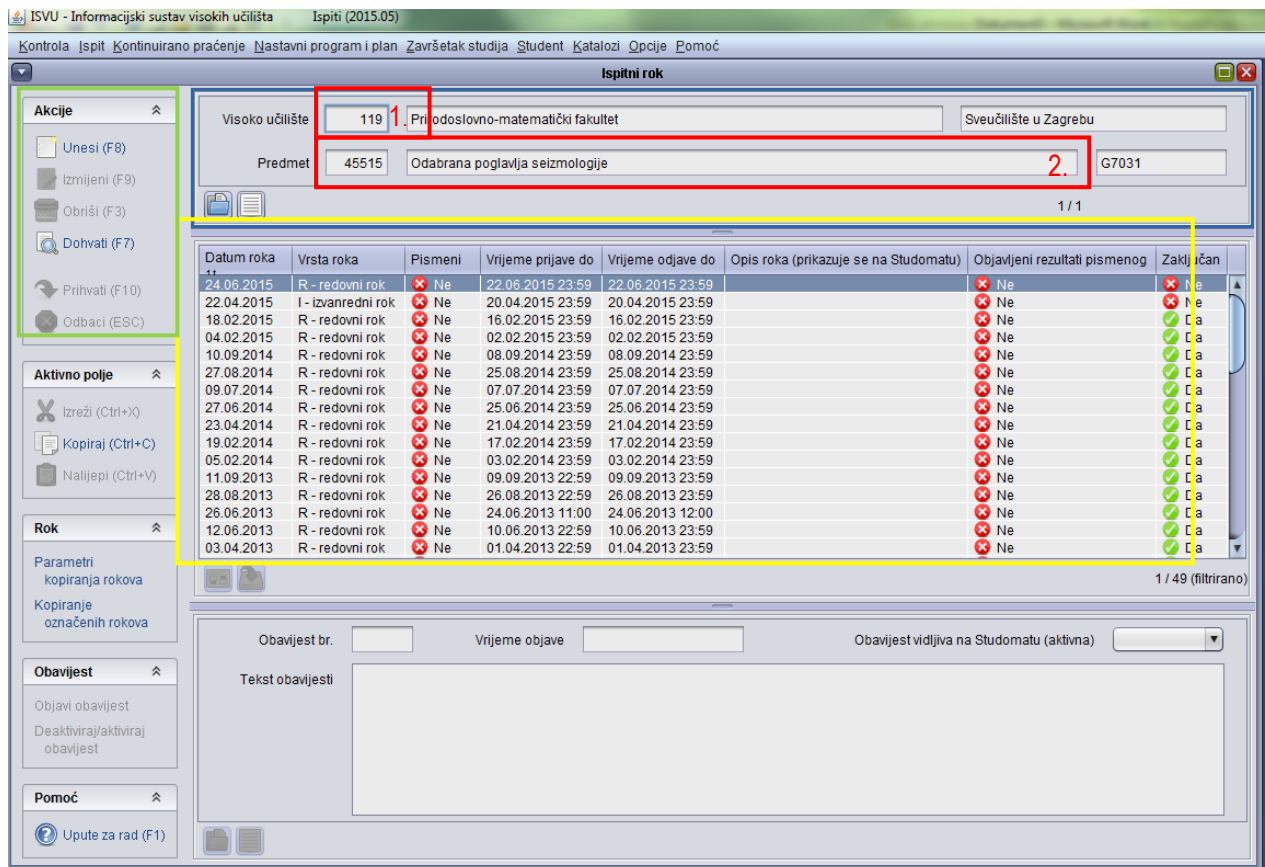 ISVU - Informacijski sustav visokih učilišta Ispiti (2015.05)
Kontrola Ispit Kontinuirano praćenje Nastavni program i plan Završetak studija Student Katalozi Opcije Pomoć
Ispitni rok
Akcije
Unesi (F8)
Izmijeni (F9)
Obriši (F3)
Dohvati (F7)
Prihvati (F10)
Odbaci (ESC)
Aktivno polje
Izreži (Ctrl+X)
Kopiraj (Ctrl+C)
Nalijepi (Ctrl+V)
Rok
Parametri
kopiranja rokova
Kopiranje
označenih rokova
Obavijest
Objavi obavijest
Deaktiviraj/aktiviraj
obavijest
Pomoć
Upute za rad (F1)
Visoko učilište 119 1. Prirodoslovno-matematički fakultet Sveučilište u Zagrebu
Predmet 45515 Odabrana poglavlja seizmologije 2. G7031
1 / 1
Datum roka Vrsta roka Pismeni Vrijeme prijave do Vrijeme odjave do Opis roka (prikazuje se na Studomatu) Objavljeni rezultati pismenog Zaključan
24.06.2015 R - redovni rok Ne 22.06.2015 23:59 22.06.2015 23:59 Ne Ne
22.04.2015 I - izvanredni rok Ne 20.04.2015 23:59 20.04.2015 23:59 Ne Ne
18.02.2015 R - redovni rok Ne 16.02.2015 23:59 16.02.2015 23:59 Ne Da
04.02.2015 R - redovni rok Ne 02.02.2015 23:59 02.02.2015 23:59 Ne Da
10.09.2014 R - redovni rok Ne 08.09.2014 23:59 08.09.2014 23:59 Ne Da
27.08.2014 R - redovni rok Ne 25.08.2014 23:59 25.08.2014 23:59 Ne Da
09.07.2014 R - redovni rok Ne 07.07.2014 23:59 07.07.2014 23:59 Ne Da
27.06.2014 R - redovni rok Ne 25.06.2014 23:59 25.06.2014 23:59 Ne Da
23.04.2014 R - redovni rok Ne 21.04.2014 23:59 21.04.2014 23:59 Ne Da
19.02.2014 R - redovni rok Ne 17.02.2014 23:59 17.02.2014 23:59 Ne Da
05.02.2014 R - redovni rok Ne 03.02.2014 23:59 03.02.2014 23:59 Ne Da
11.09.2013 R - redovni rok Ne 09.09.2013 22:59 09.09.2013 23:59 Ne Da
28.08.2013 R - redovni rok Ne 26.08.2013 22:59 26.08.2013 23:59 Ne Da
26.06.2013 R - redovni rok Ne 24.06.2013 11:00 24.06.2013 12:00 Ne Da
12.06.2013 R - redovni rok Ne 10.06.2013 22:59 10.06.2013 23:59 Ne Da
03.04.2013 R - redovni rok Ne 01.04.2013 22:59 01.04.2013 23:59 Ne Da
1 / 49 (filtrirano)
Obavijest br. Vrijeme objave Obavijest vidljiva na Studomatu (aktivna)
Tekst obavijesti